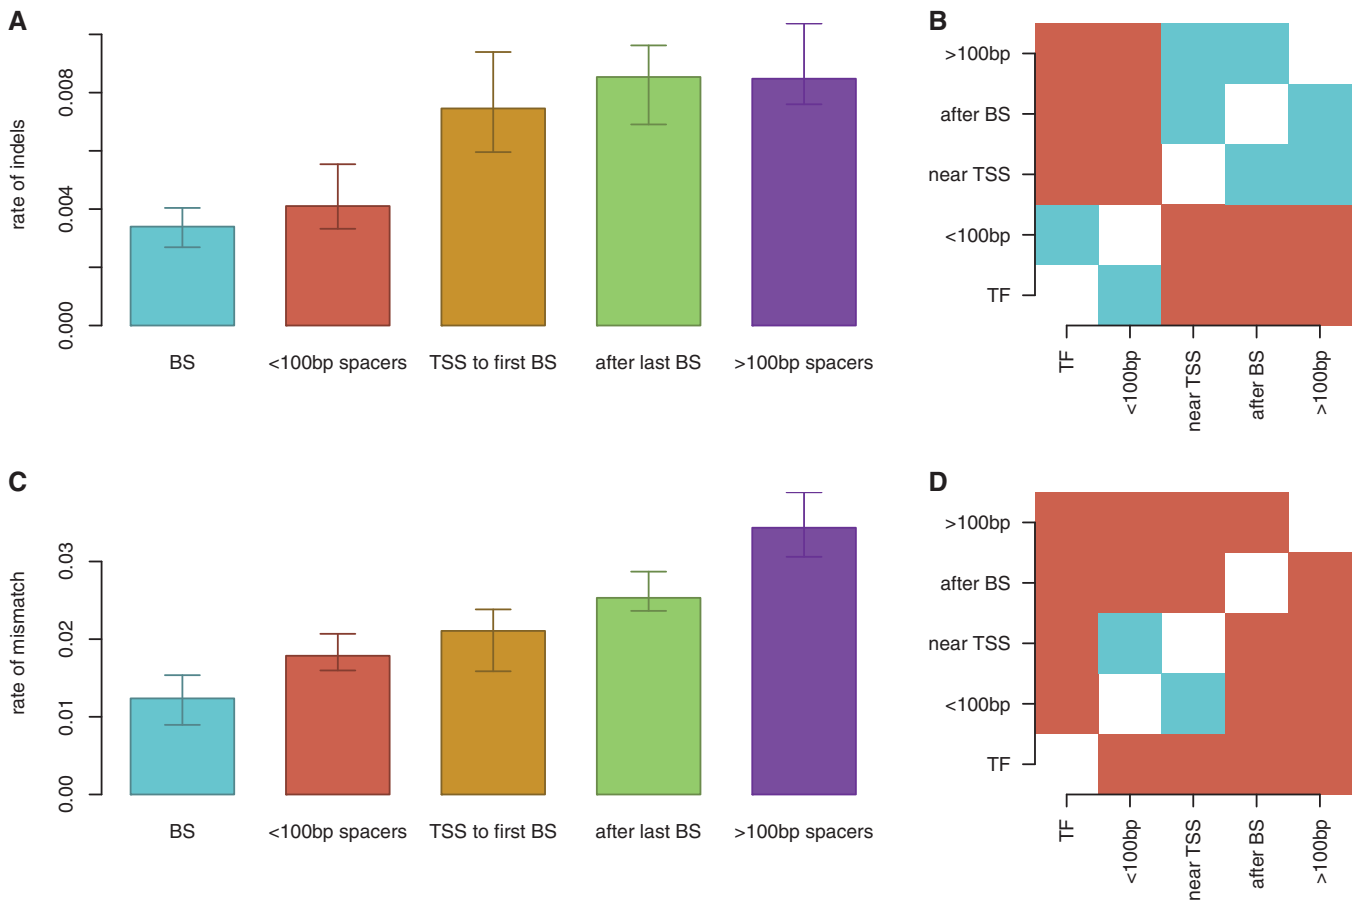 A
rate of indels
0.000
0.004
0.008
BS
<100bp spacers
TSS to first BS
after last BS
>100bp spacers
B
>100bp
after BS
near TSS
<100bp
TF
TF
<100bp
near TSS
after BS
>100bp
C
rate of mismatch
0.00
0.01
0.02
0.03
BS
<100bp spacers
TSS to first BS
after last BS
>100bp spacers
D
>100bp
after BS
near TSS
<100bp
TF
TF
<100bp
near TSS
after BS
>100bp